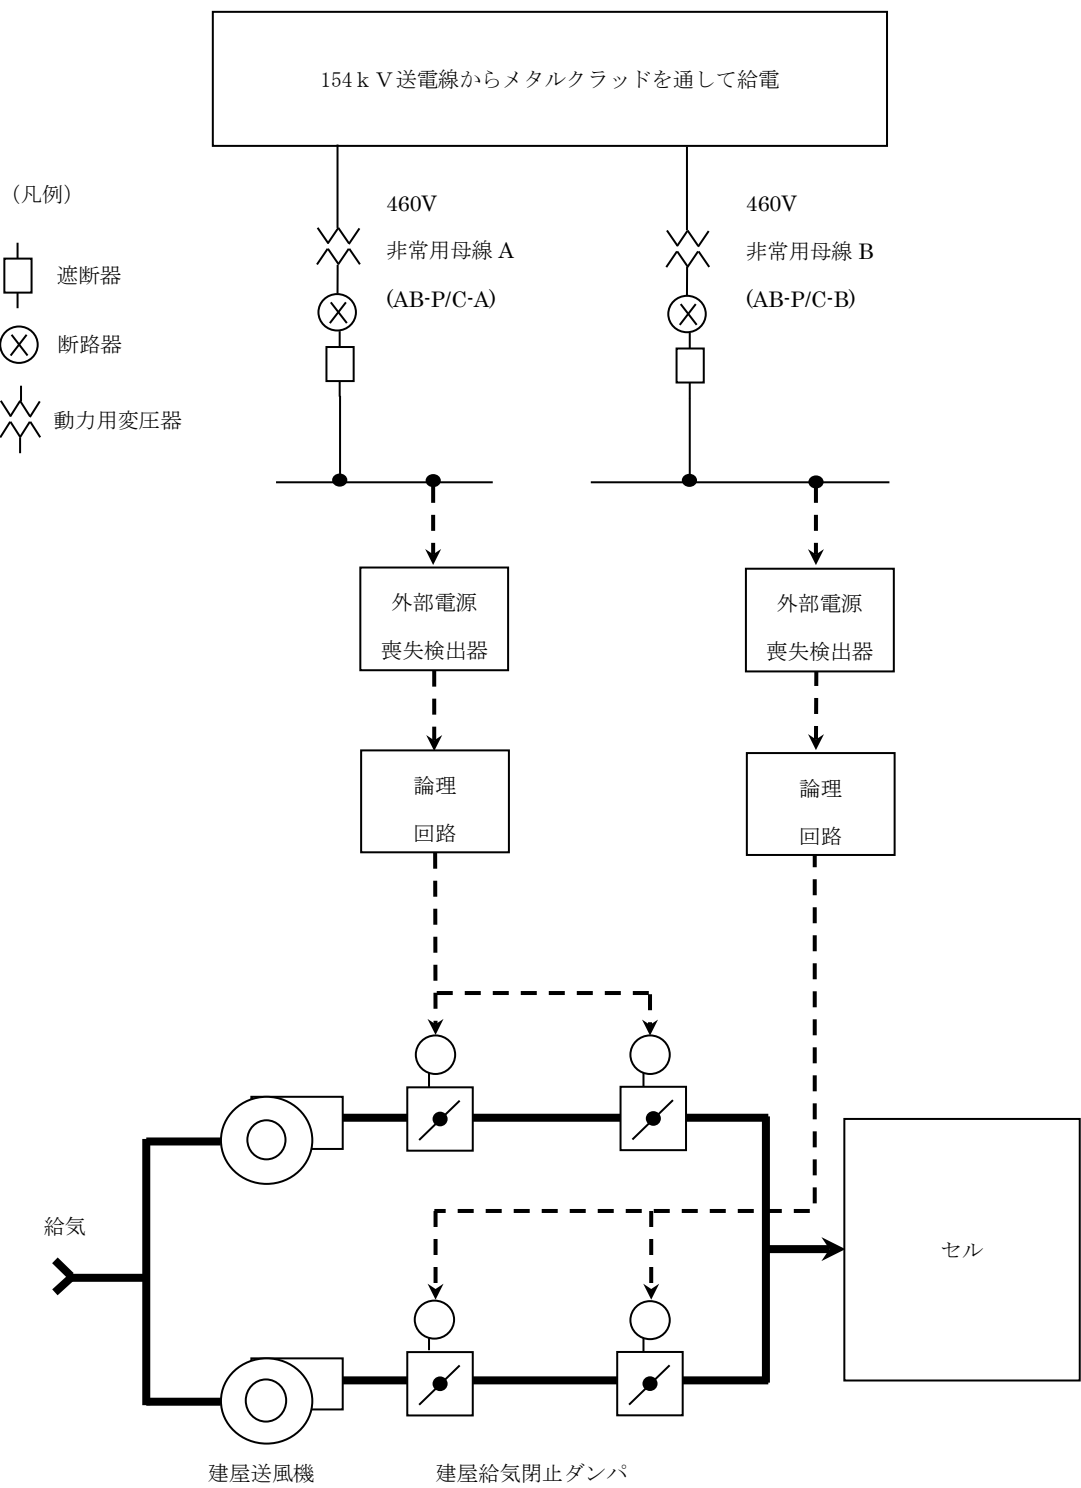 154ｋＶ送電線からメタルクラッドを通して給電
（凡例）
遮断器
断路器
動力用変圧器
460V
非常用母線 A
(AB-P/C-A)
460V
非常用母線 B
(AB-P/C-B)
外部電源
喪失検出器
外部電源
喪失検出器
論理
回路
論理
回路
給気
セル
建屋送風機
建屋給気閉止ダンパ